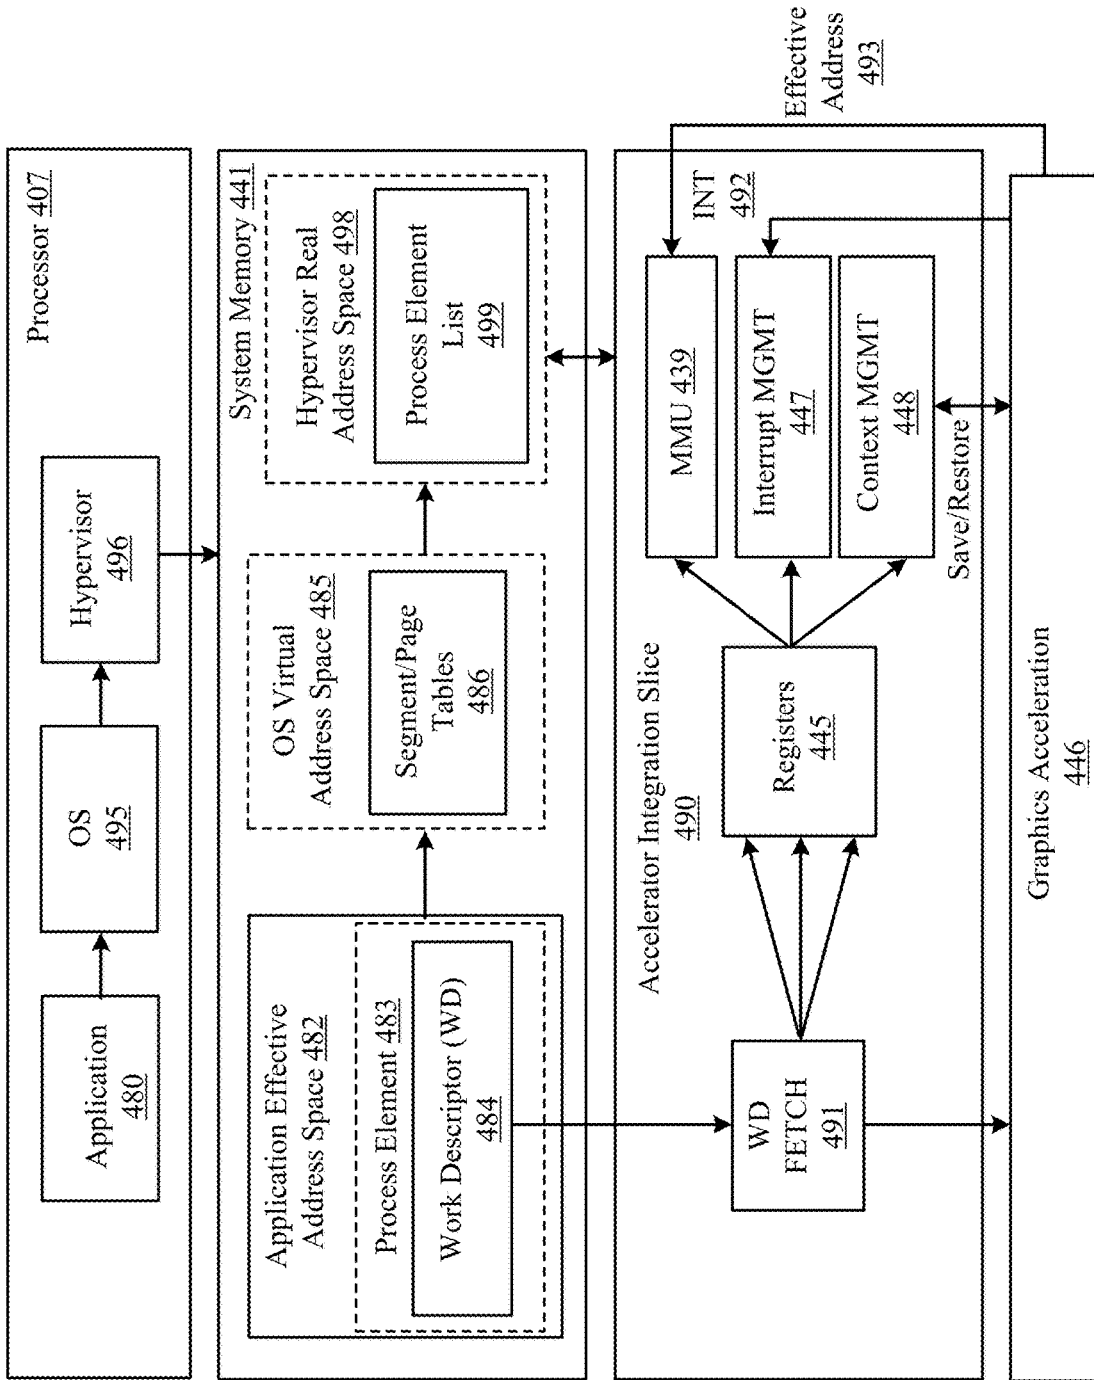 Processor 407
Application
480
OS
495
Hypervisor
496
System Memory 441
Application Effective
Address Space 482
Process Element 483
Work Descriptor (WD)
484
OS Virtual
Address Space 485
Segment/Page
Tables
486
Hypervisor Real
Address Space 498
Process Element
List
499
Accelerator Integration Slice
490
WD
FETCH
491
Registers
445
MMU 439
Interrupt MGMT
447
Context MGMT
448
INT
492
Effective
Address
493
Save/Restore
Graphics Acceleration
446